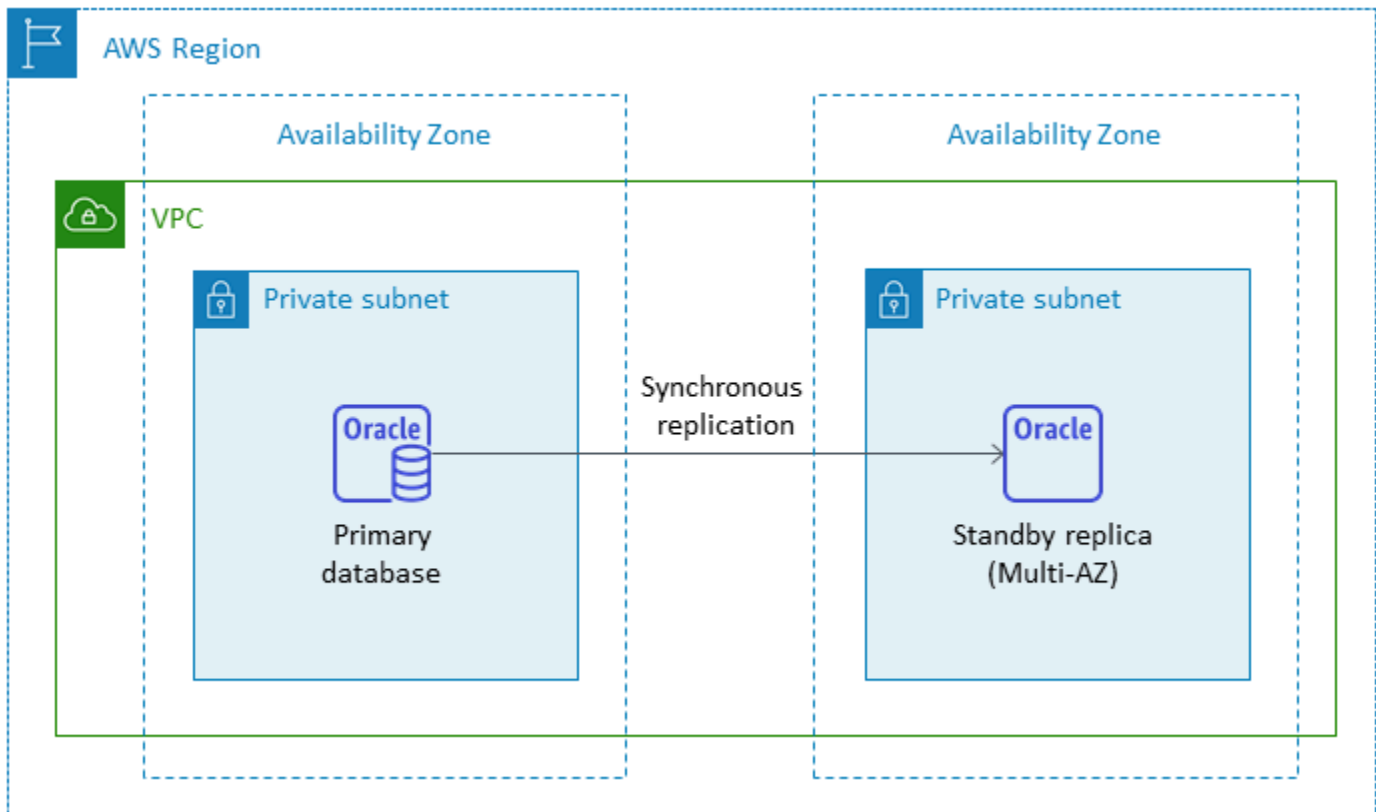 AWS Region
Availability Zone
Availability Zone
VPC
Private subnet
Private subnet
Synchronous
replication
Oracle
Oracle
Primary
database
Standby replica
(Multi-AZ)